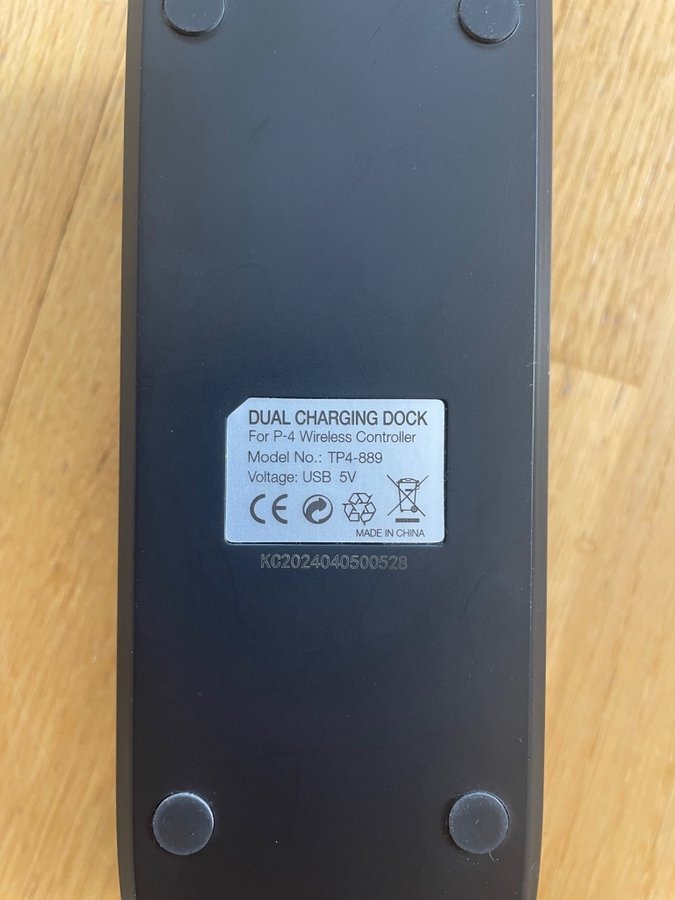 DUAL CHARGING DOCK
For P-4 Wireless Controller
Model No.: TP4-889
Voltage: USB 5V
CE
MADE IN CHINA
KC2024040500528